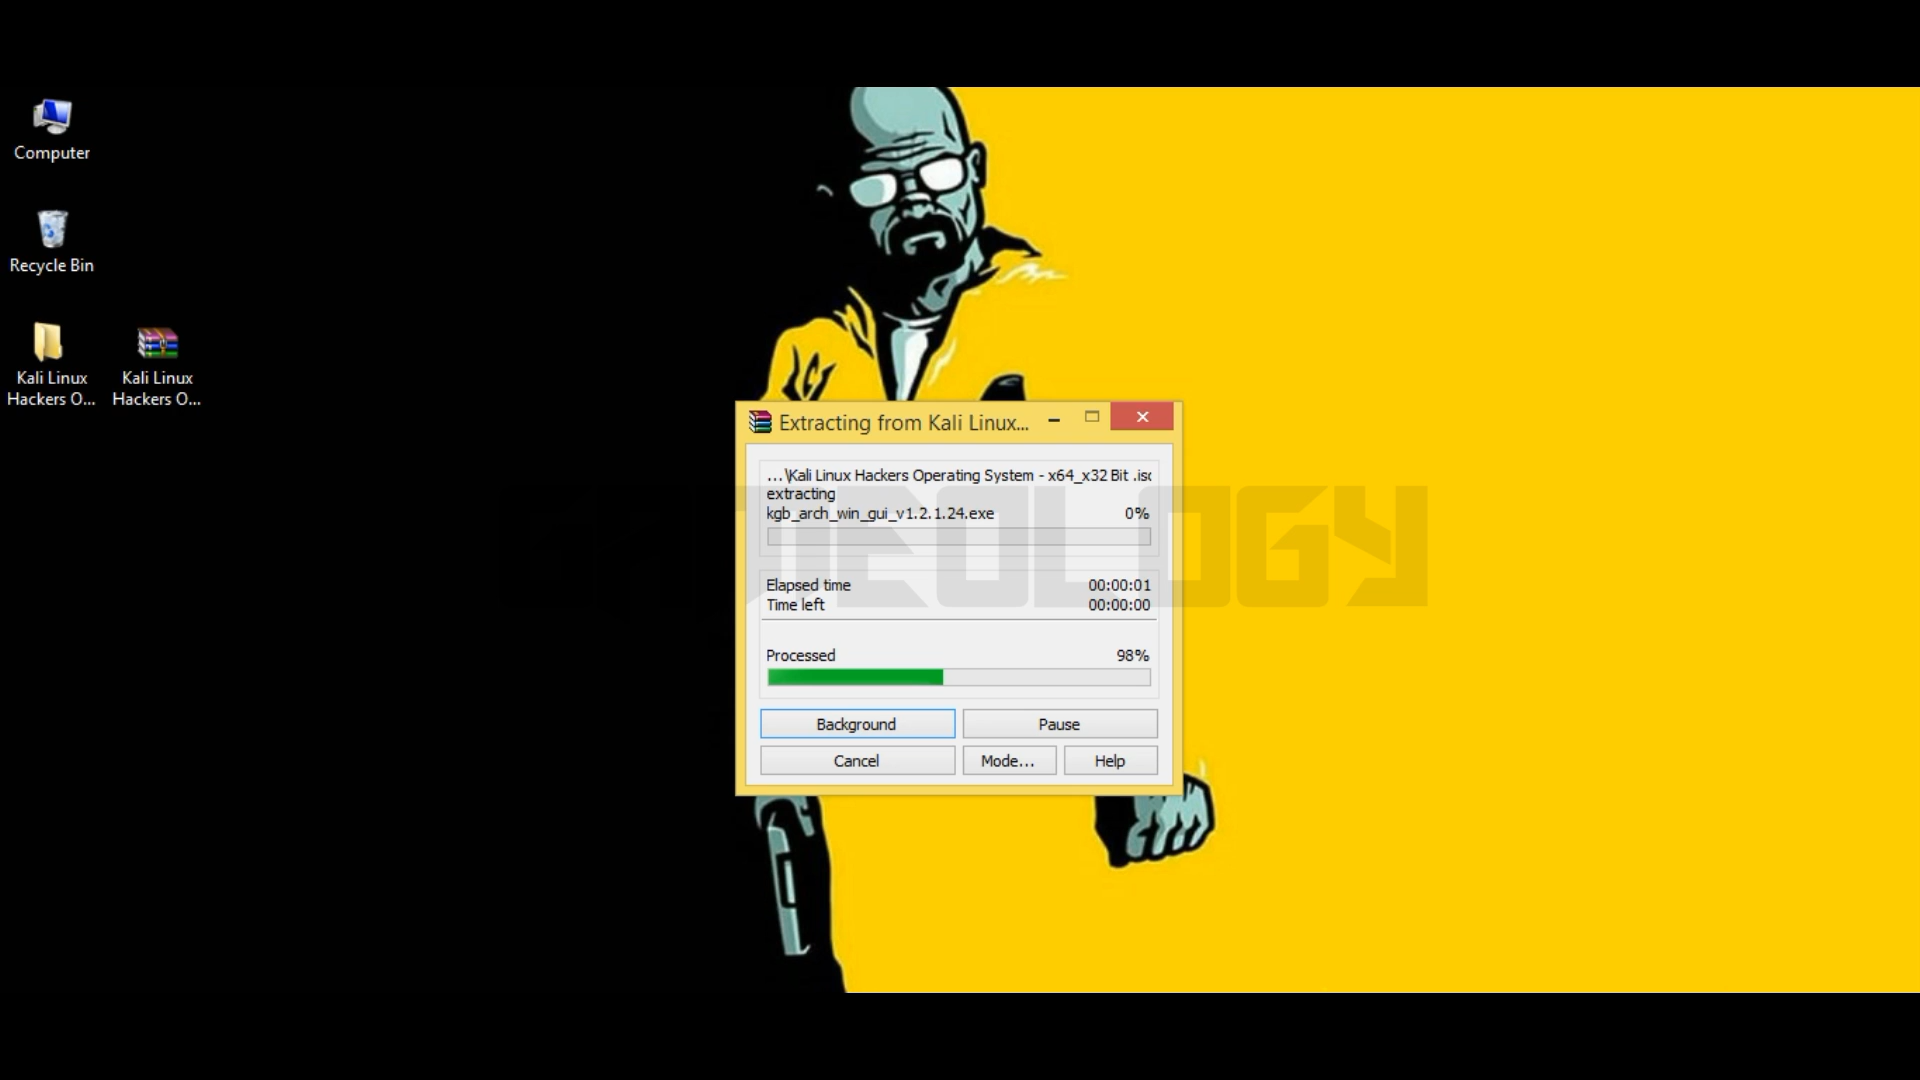 Computer
Recycle Bin
Kali Linux
Hackers O...
Kali Linux
Hackers O...
Extracting from Kali Linux...
...\Kali Linux Hackers Operating System - x64_x32 Bit .iso
extracting
kgb_arch_win_gui_v1.2.1.24.exe 0%
GAMEOLOGY
Elapsed time 00:00:01
Time left 00:00:00
Processed 98%
Background Pause
Cancel Mode... Help